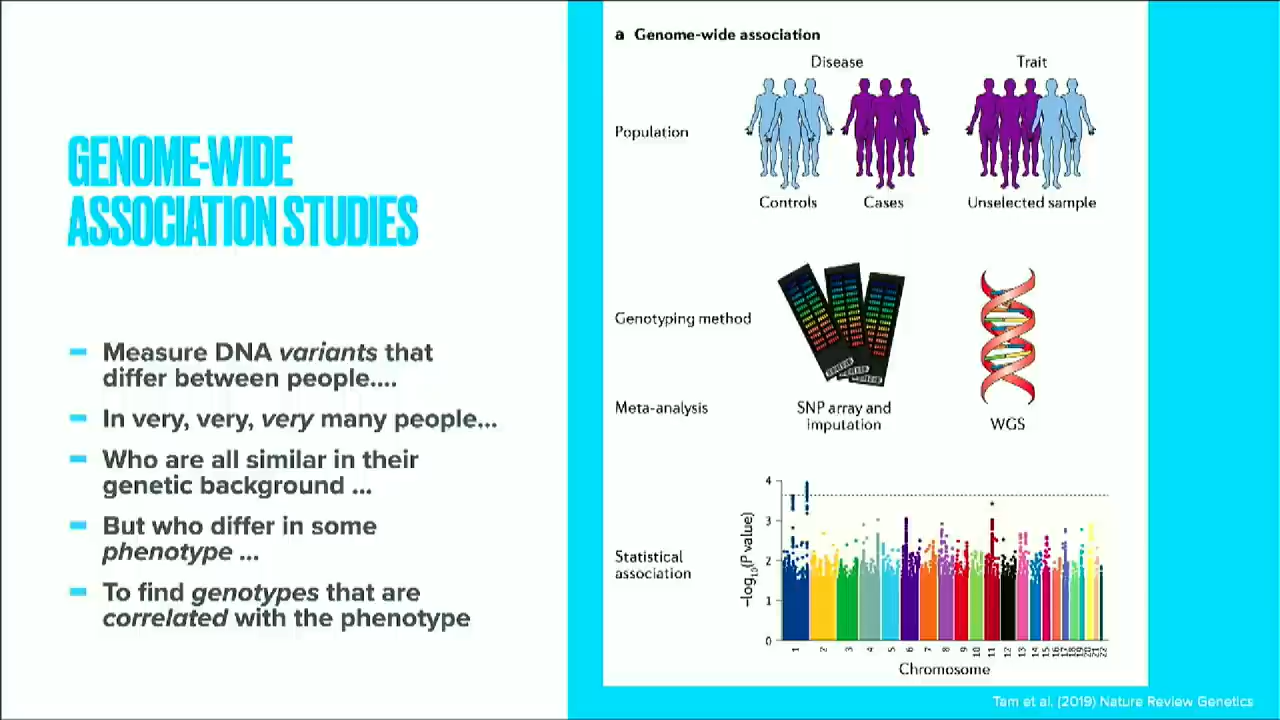 GENOME-WIDE
ASSOCIATION STUDIES
Measure DNA variants that
differ between people....
In very, very, very many people...
Who are all similar in their
genetic background ...
But who differ in some
phenotype ...
To find genotypes that are
correlated with the phenotype
a Genome-wide association
Disease
Trait
Population
Controls
Cases
Unselected sample
Genotyping method
Meta-analysis
SNP array and
imputation
WGS
Statistical
association
-log10(P value)
4
3
2
1
0
1 2 3 4 5 6 7 8 9 10 11 12 13 14 15 16 17 18 19 20 21 22
Chromosome
Tam et al. (2019) Nature Review Genetics